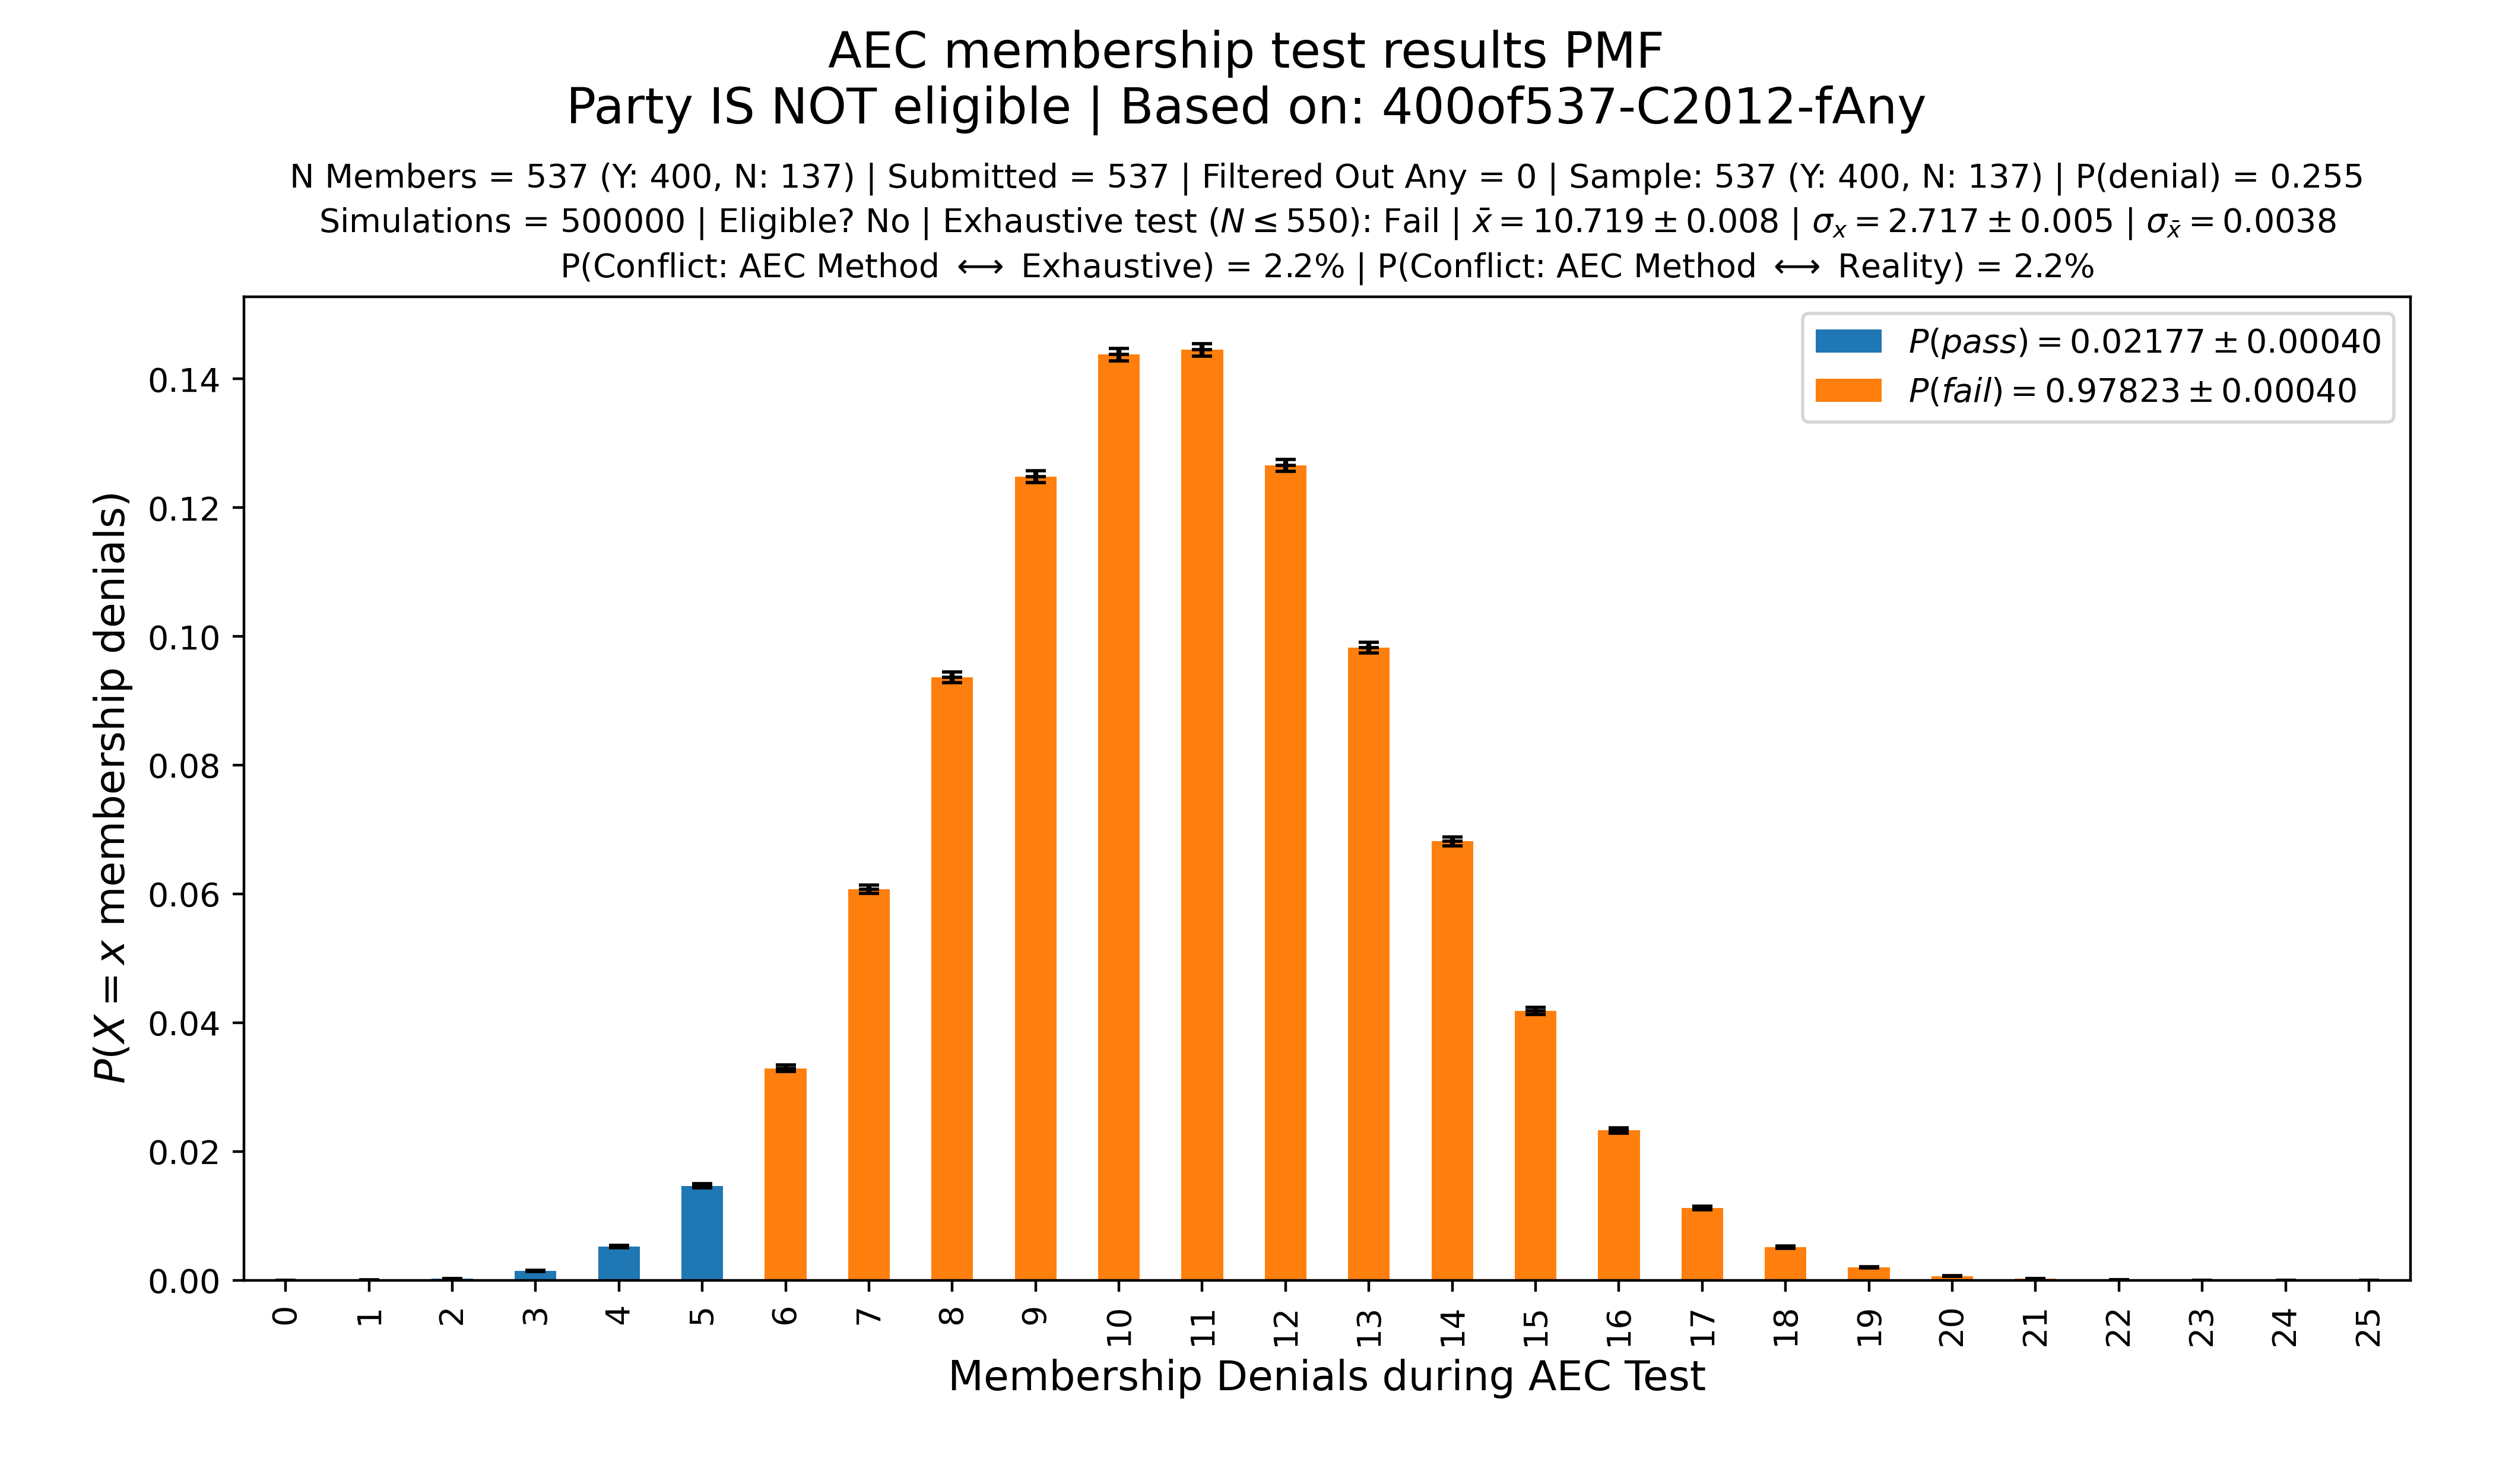 AEC membership test results PMF
Party IS NOT eligible | Based on: 400of537-C2012-fAny
N Members = 537 (Y: 400, N: 137) | Submitted = 537 | Filtered Out Any = 0 | Sample: 537 (Y: 400, N: 137) | P(denial) = 0.255
Simulations = 500000 | Eligible? No | Exhaustive test (N ≤ 550): Fail | x̄ = 10.719 ± 0.008 | σₓ = 2.717 ± 0.005 | σ_x̄ = 0.0038
P(Conflict: AEC Method ⟷ Exhaustive) = 2.2% | P(Conflict: AEC Method ⟷ Reality) = 2.2%
P(pass) = 0.02177 ± 0.00040
P(fail) = 0.97823 ± 0.00040
P(X = x membership denials)
0.14
0.12
0.10
0.08
0.06
0.04
0.02
0.00
0 1 2 3 4 5 6 7 8 9 10 11 12 13 14 15 16 17 18 19 20 21 22 23 24 25
Membership Denials during AEC Test